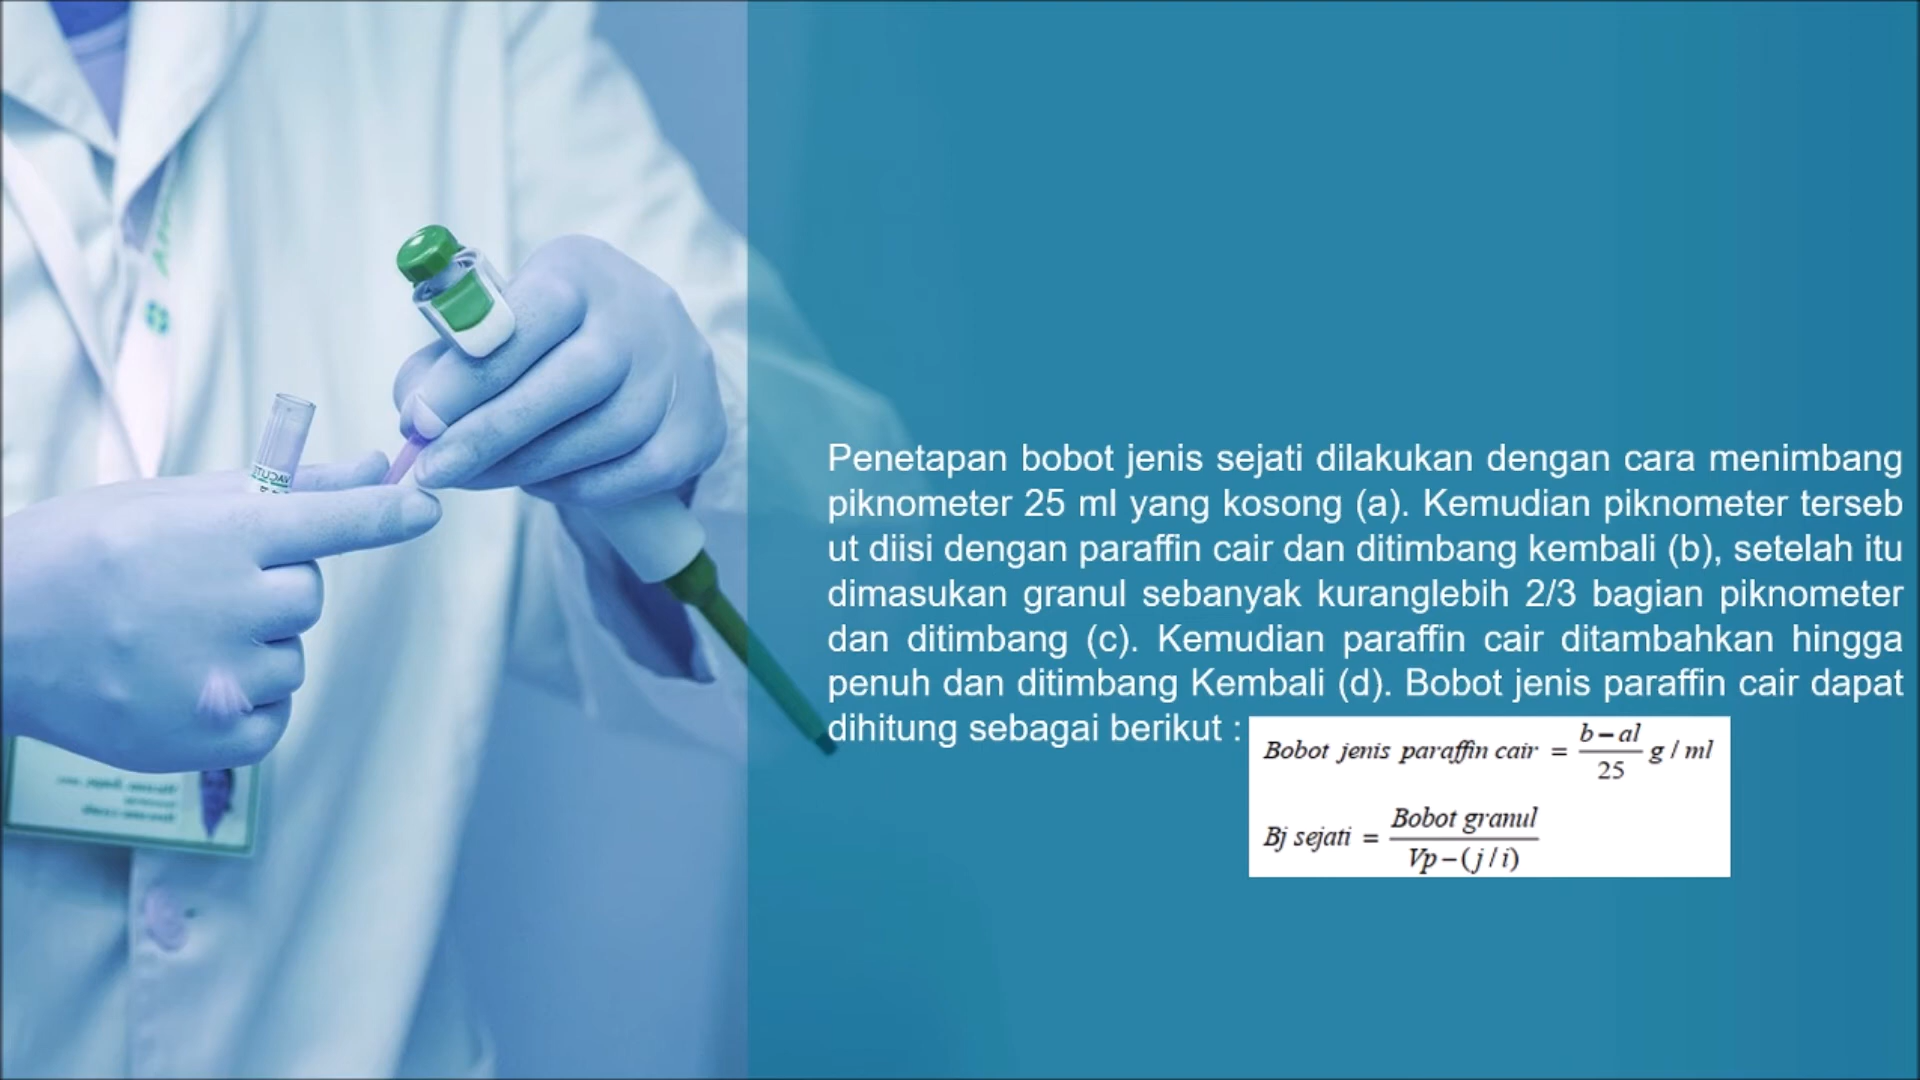 Penetapan bobot jenis sejati dilakukan dengan cara menimbang
piknometer 25 ml yang kosong (a). Kemudian piknometer terseb
ut diisi dengan paraffin cair dan ditimbang kembali (b), setelah itu
dimasukan granul sebanyak kuranglebih 2/3 bagian piknometer
dan ditimbang (c). Kemudian paraffin cair ditambahkan hingga
penuh dan ditimbang Kembali (d). Bobot jenis paraffin cair dapat
dihitung sebagai berikut :
Bobot jenis paraffin cair = b – al / 25 g / ml
Bj sejati = Bobot granul / Vp – ( j / i )